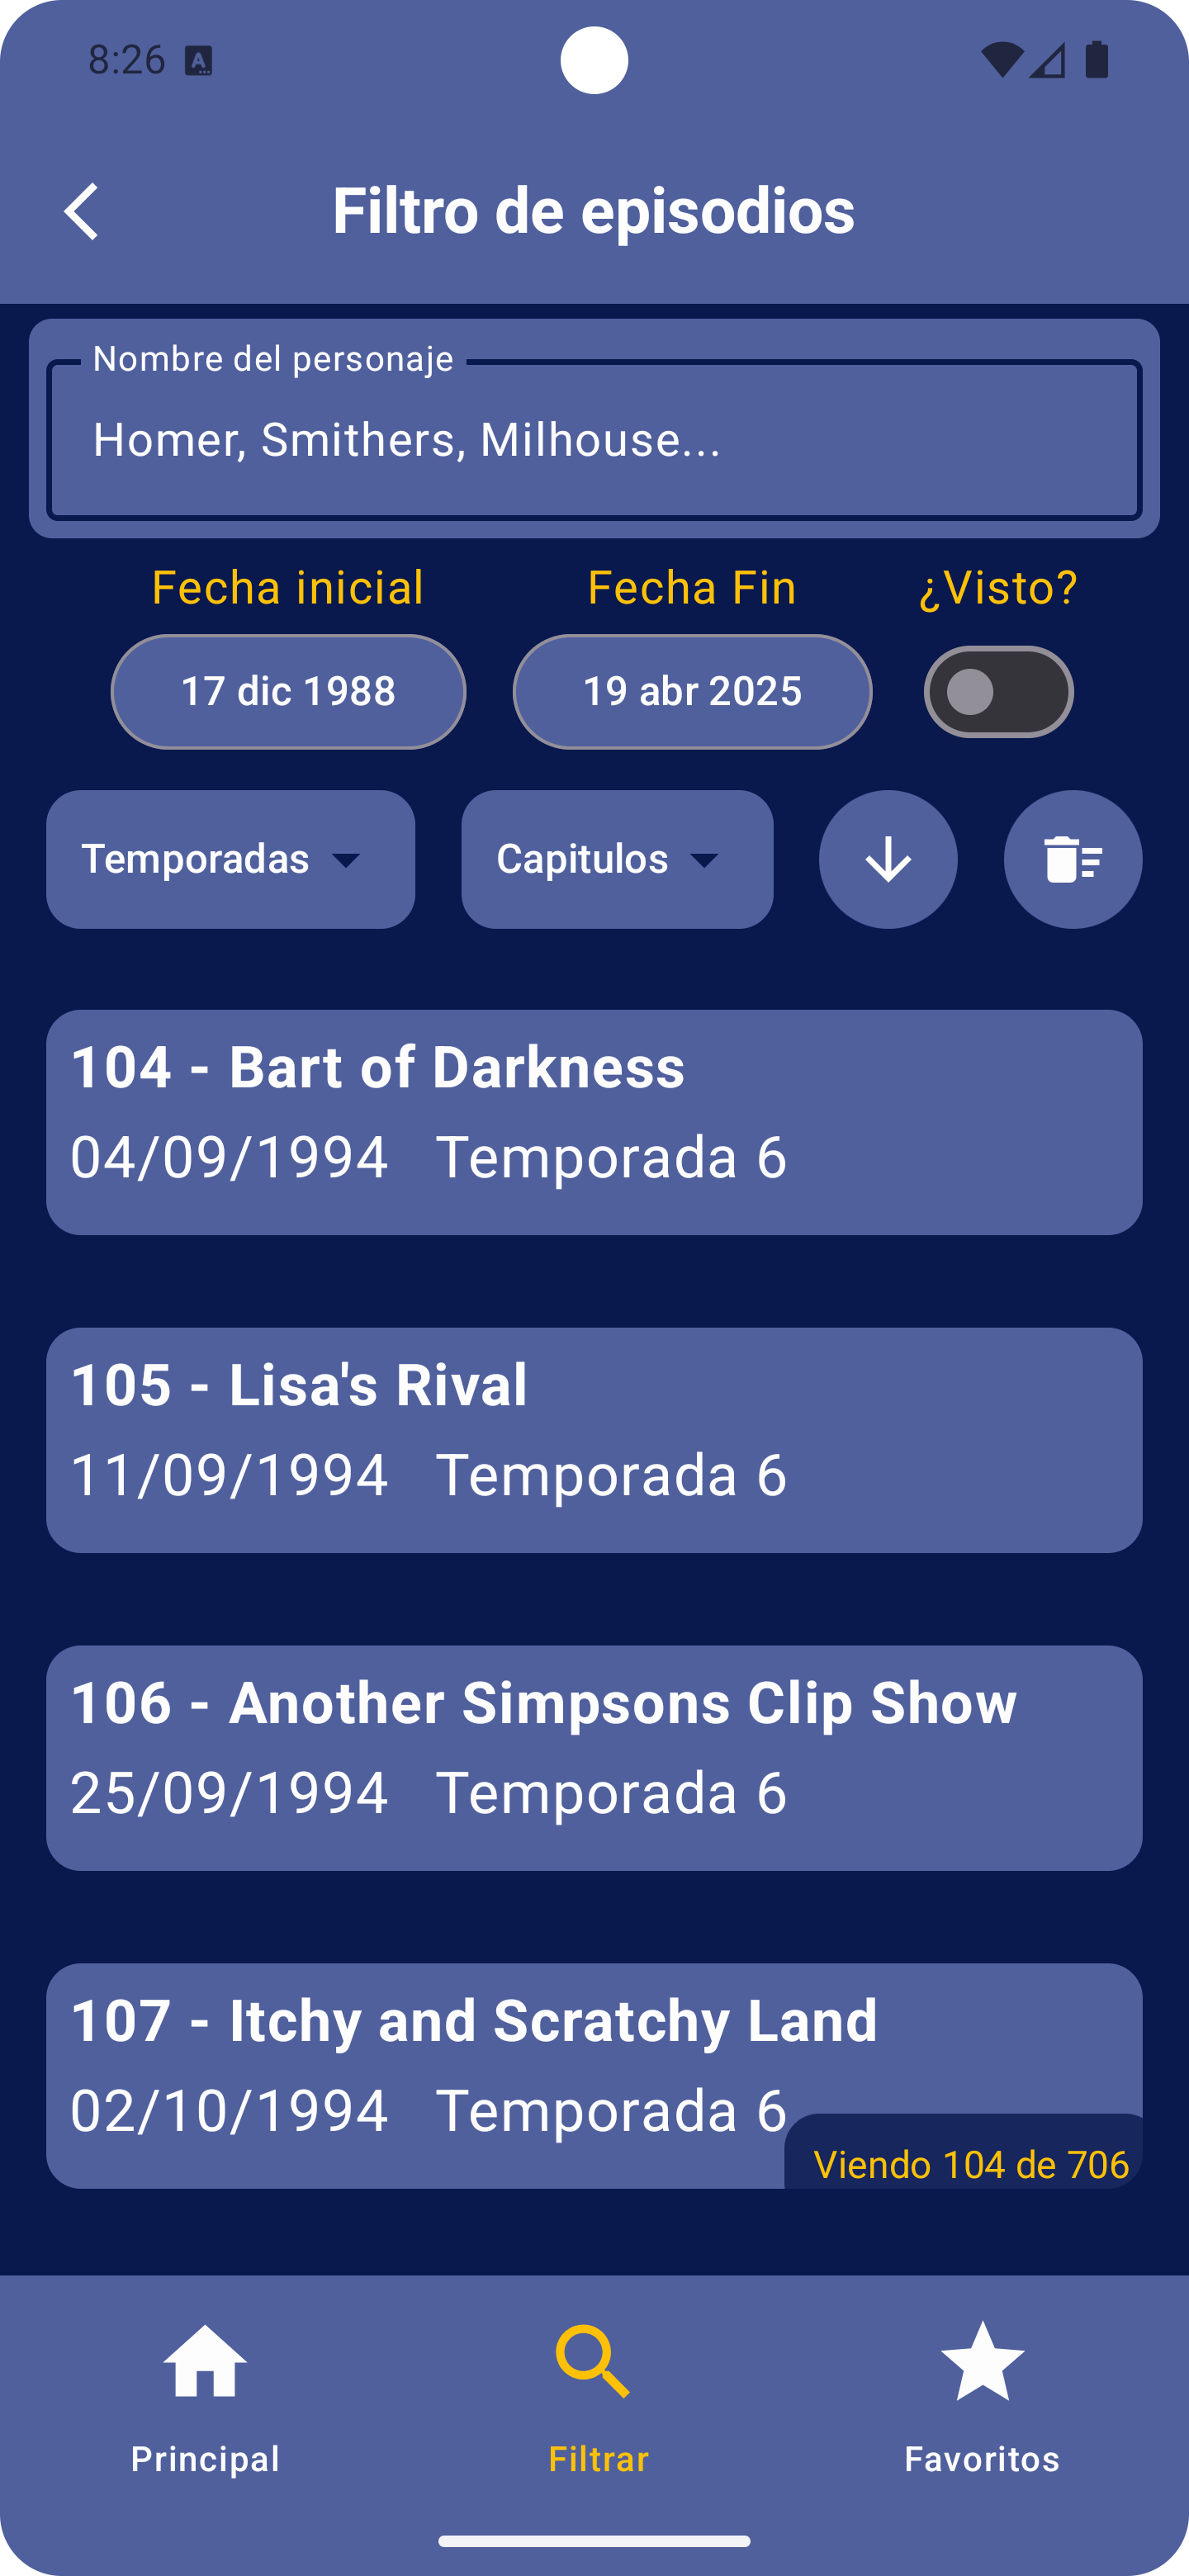 8:26
Filtro de episodios
Nombre del personaje
Homer, Smithers, Milhouse...
Fecha inicial Fecha Fin ¿Visto?
17 dic 1988 19 abr 2025
Temporadas Capitulos
104 - Bart of Darkness
04/09/1994 Temporada 6
105 - Lisa's Rival
11/09/1994 Temporada 6
106 - Another Simpsons Clip Show
25/09/1994 Temporada 6
107 - Itchy and Scratchy Land
02/10/1994 Temporada 6
Viendo 104 de 706
Principal Filtrar Favoritos